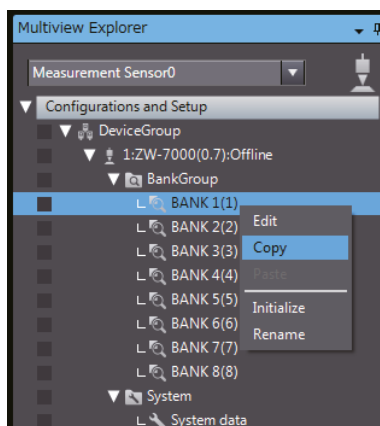 Multiview Explorer
Measurement Sensor0
Configurations and Setup
DeviceGroup
1:ZW-7000(0.7):Offline
BankGroup
BANK 1(1)
BANK 2(2)
BANK 3(3)
BANK 4(4)
BANK 5(5)
BANK 6(6)
BANK 7(7)
BANK 8(8)
System
System data
Edit
Copy
Paste
Initialize
Rename